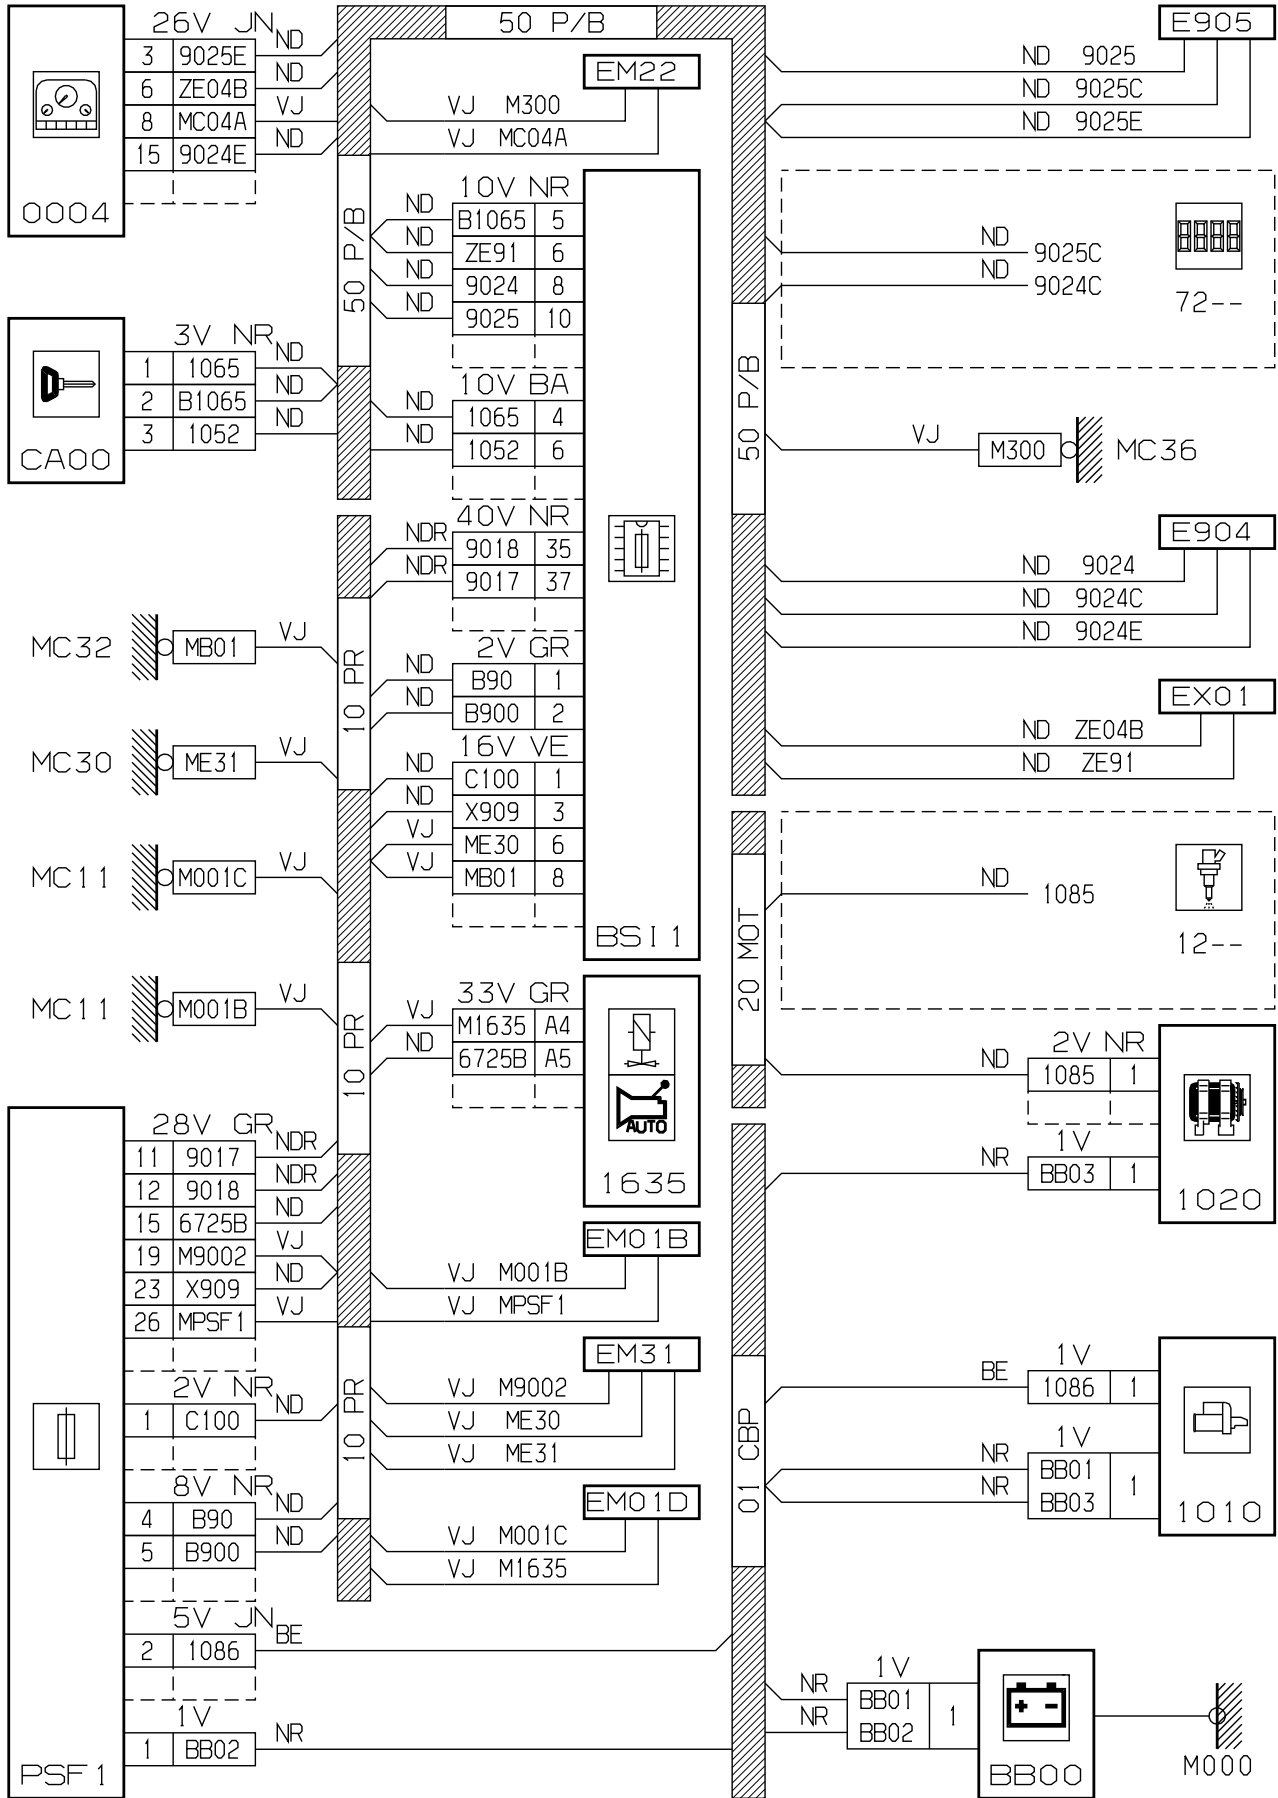 26V JN
3 9025E ND
6 ZE04B ND
8 MC04A VJ
15 9024E ND
0004
3V NR
1 1065 ND
2 B1065 ND
3 1052 ND
CA00
MC32 MB01 VJ
MC30 ME31 VJ
MC11 M001C VJ
MC11 M001B VJ
28V GR
11 9017 NDR
12 9018 NDR
15 6725B ND
19 M9002 VJ
23 X909 ND
26 MPSF1 VJ
2V NR
1 C100 ND
8V NR
4 B90 ND
5 B900 ND
5V JN
2 1086 BE
1V
1 BB02 NR
PSF1
50 P/B
50 P/B
10 PR
10 PR
10 PR
EM22
VJ M300
VJ MC04A
10V NR
ND B1065 5
ND ZE91 6
ND 9024 8
ND 9025 10
10V BA
ND 1065 4
ND 1052 6
40V NR
NDR 9018 35
NDR 9017 37
2V GR
ND B90 1
ND B900 2
16V VE
ND C100 1
ND X909 3
VJ ME30 6
VJ MB01 8
BSI1
33V GR
VJ M1635 A4
ND 6725B A5
AUTO
1635
EM01B
VJ M001B
VJ MPSF1
EM31
VJ M9002
VJ ME30
VJ ME31
EM01D
VJ M001C
VJ M1635
50 P/B
20 MOT
01 CBP
E905
ND 9025
ND 9025C
ND 9025E
ND 9025C
ND 9024C
8888
72--
VJ M300 MC36
E904
ND 9024
ND 9024C
ND 9024E
EX01
ND ZE04B
ND ZE91
ND 1085
12--
2V NR
ND 1085 1
1V
NR BB03 1
1020
1V
BE 1086 1
1V
NR BB01
NR BB03 1
1010
1V
NR BB01
NR BB02 1
+ -
BB00
M000